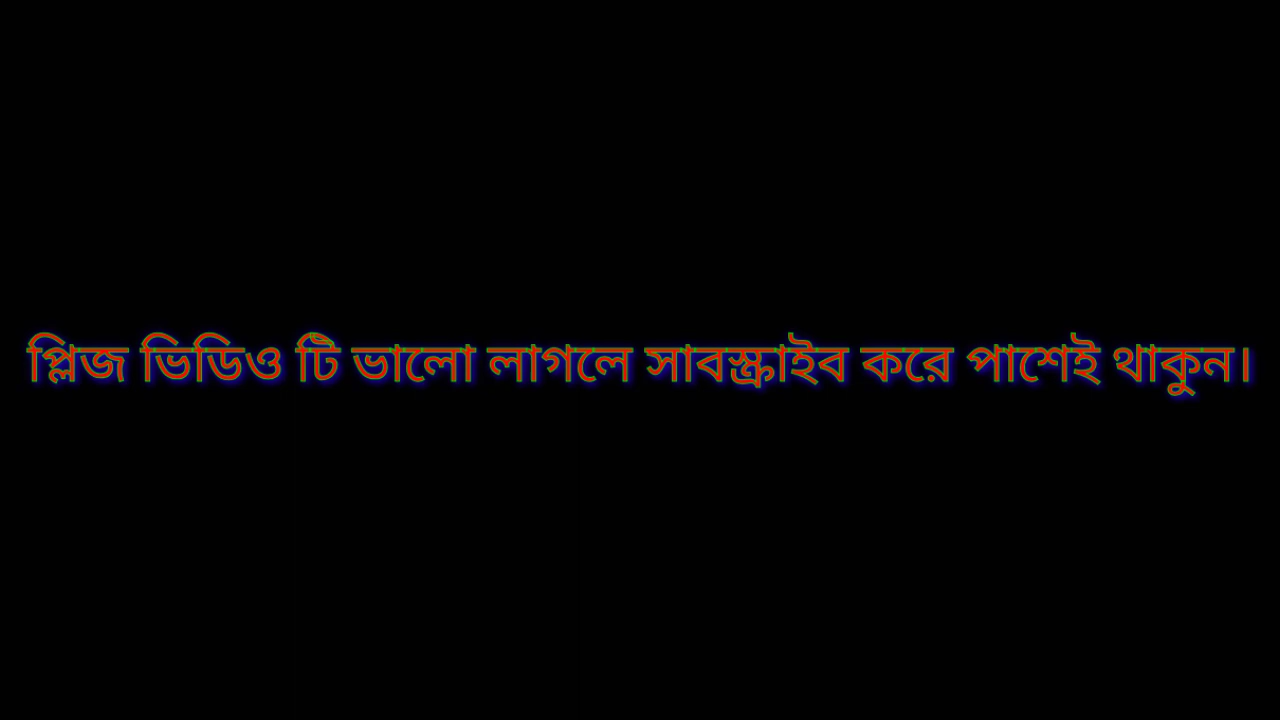 প্লিজ ভিডিও টি ভালো লাগলে সাবস্ক্রাইব করে পাশেই থাকুন।